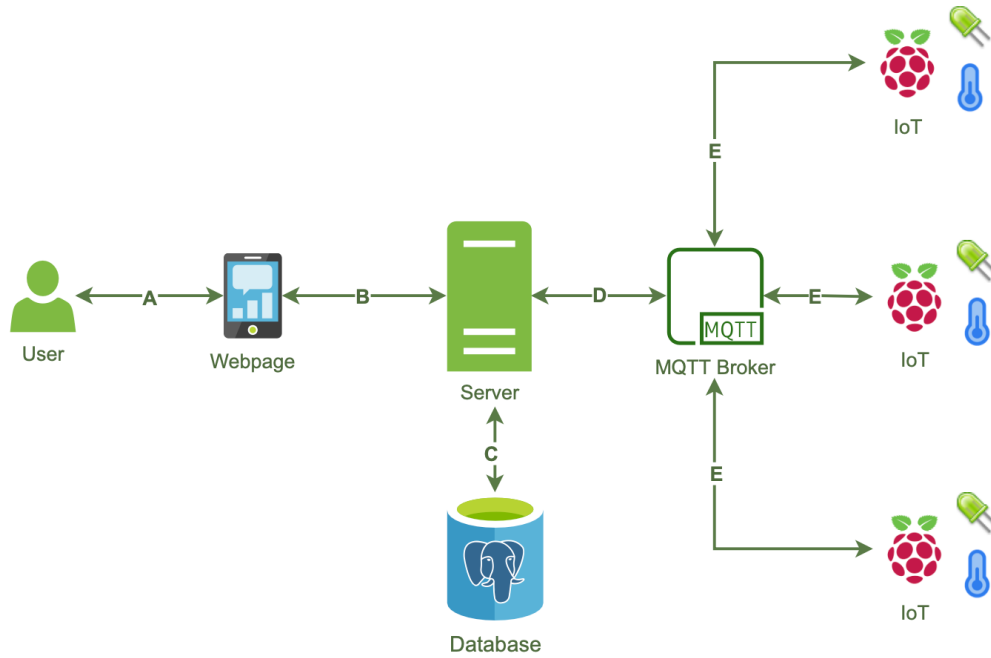 E
IoT
User
A
Webpage
B
Server
D
MQTT
MQTT Broker
E
IoT
C
Database
E
IoT